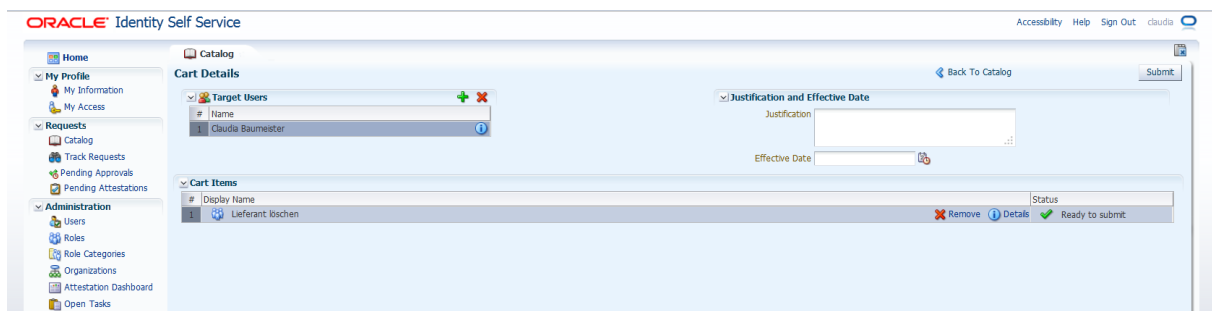 ORACLE® Identity Self Service
Accessibility Help Sign Out claudia
Home
My Profile
My Information
My Access
Requests
Catalog
Track Requests
Pending Approvals
Pending Attestations
Administration
Users
Roles
Role Categories
Organizations
Attestation Dashboard
Open Tasks
Catalog
Cart Details
Back To Catalog
Submit
Target Users
# Name
1 Claudia Baumeister
Justification and Effective Date
Justification
Effective Date
Cart Items
# Display Name Status
1 Lieferant löschen Remove Details Ready to submit